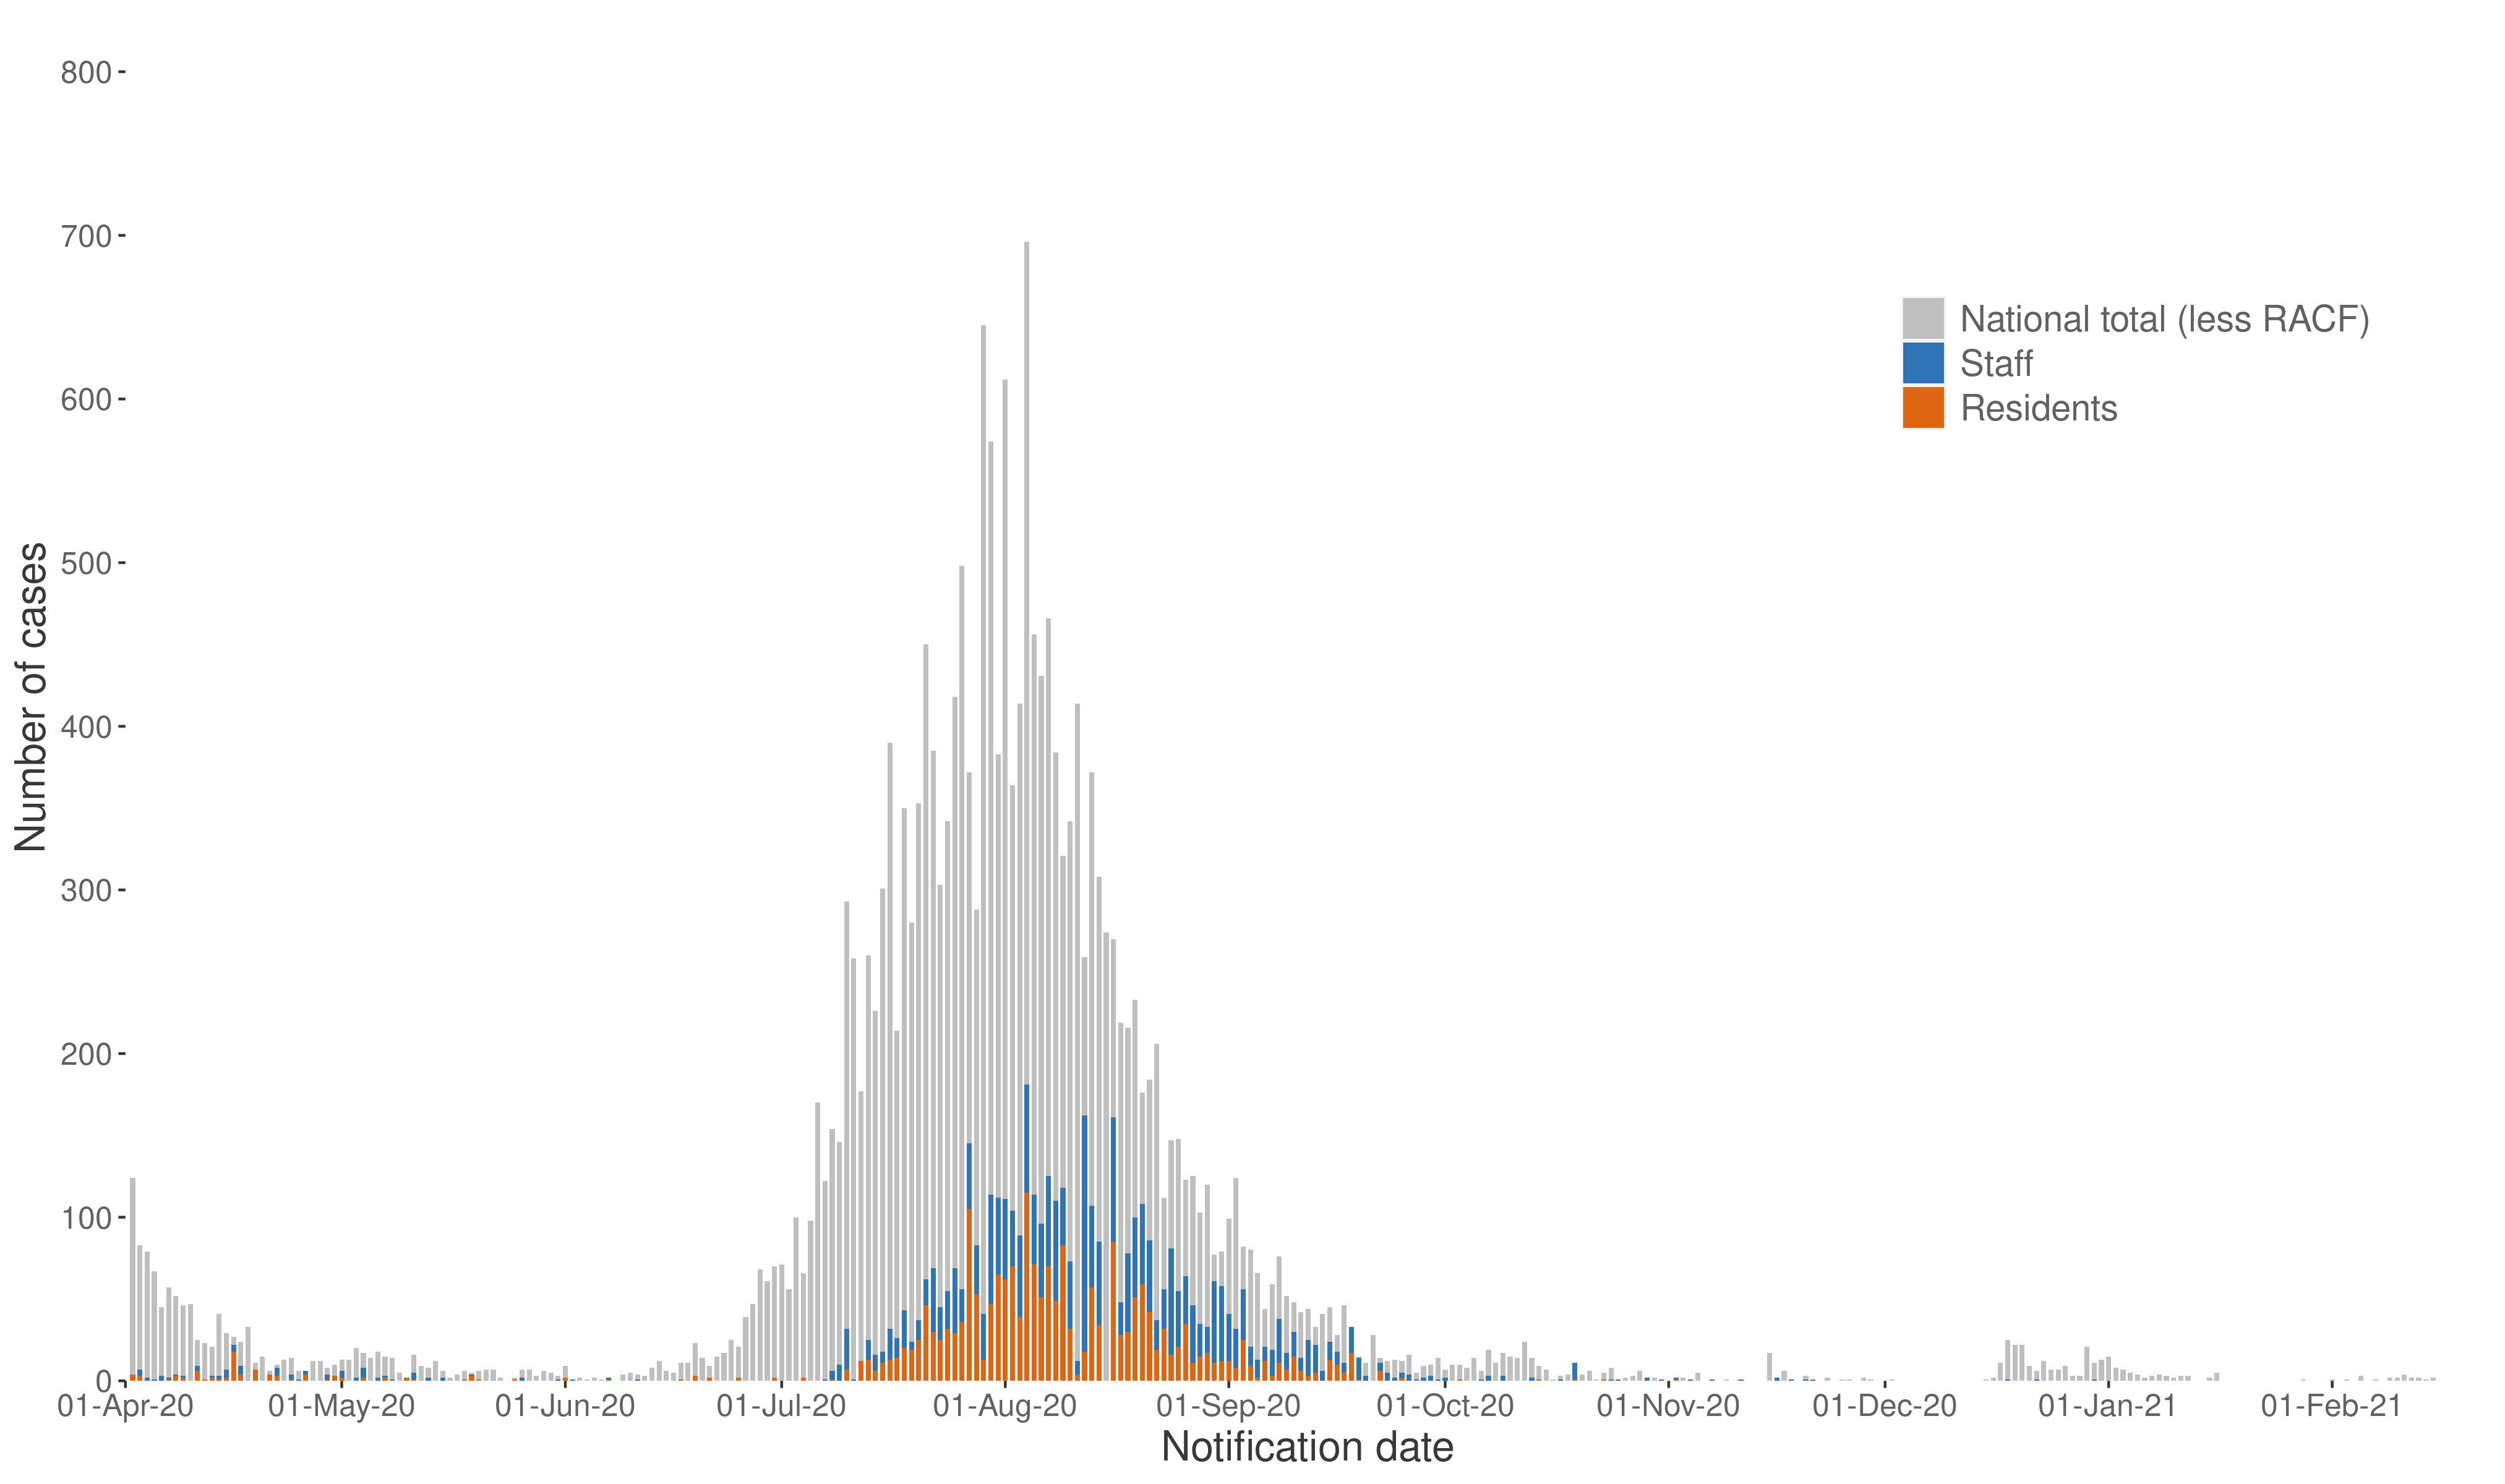 800
700
600
500
400
300
200
100
0
Number of cases
National total (less RACF)
Staff
Residents
01-Apr-20 01-May-20 01-Jun-20 01-Jul-20 01-Aug-20 01-Sep-20 01-Oct-20 01-Nov-20 01-Dec-20 01-Jan-21 01-Feb-21
Notification date